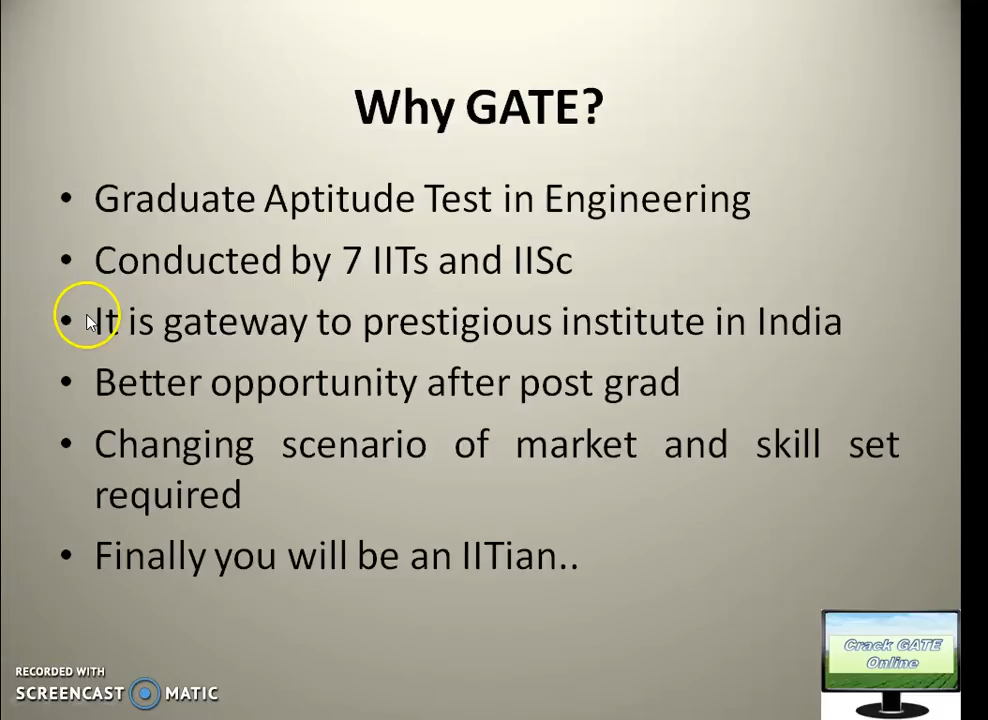 Why GATE?
• Graduate Aptitude Test in Engineering
• Conducted by 7 IITs and IISc
• It is gateway to prestigious institute in India
• Better opportunity after post grad
• Changing scenario of market and skill set
required
• Finally you will be an IITian..
Crack GATE
Online
RECORDED WITH
SCREENCAST MATIC